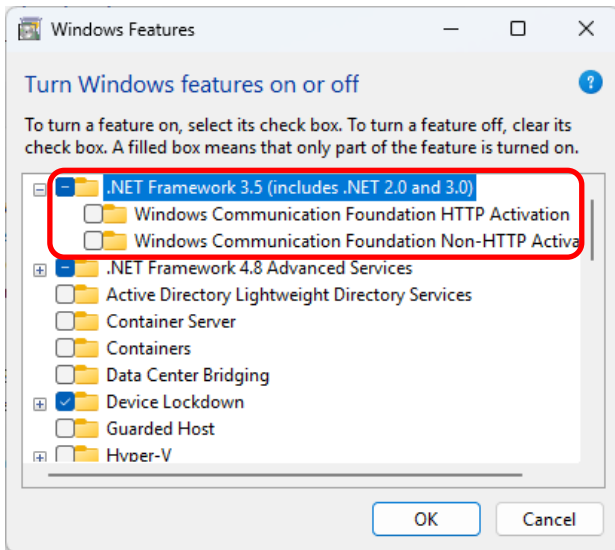 Windows Features
Turn Windows features on or off
To turn a feature on, select its check box. To turn a feature off, clear its
check box. A filled box means that only part of the feature is turned on.
.NET Framework 3.5 (includes .NET 2.0 and 3.0)
Windows Communication Foundation HTTP Activation
Windows Communication Foundation Non-HTTP Activa
.NET Framework 4.8 Advanced Services
Active Directory Lightweight Directory Services
Container Server
Containers
Data Center Bridging
Device Lockdown
Guarded Host
Hyper-V
OK Cancel